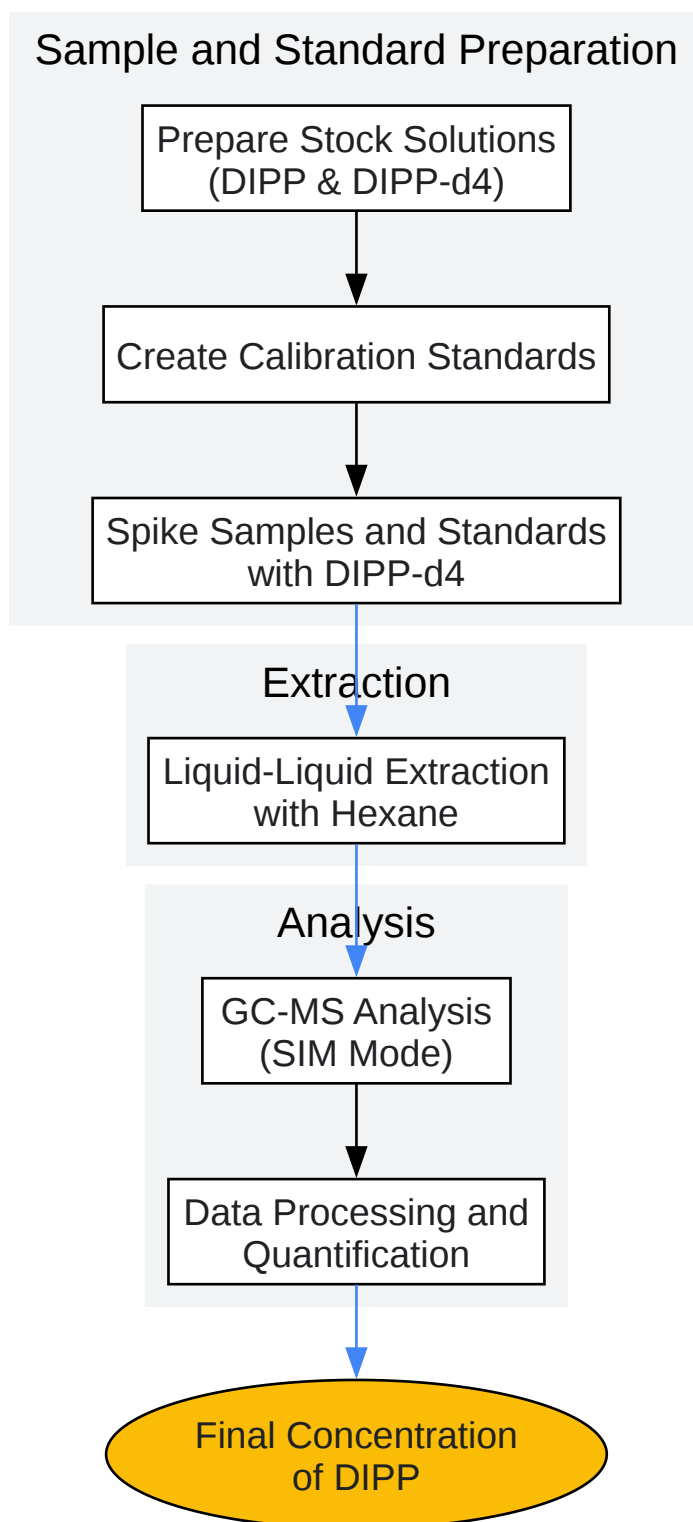 Sample and Standard Preparation
Prepare Stock Solutions
(DIPP & DIPP-d4)
Create Calibration Standards
Spike Samples and Standards
with DIPP-d4
Extraction
Liquid-Liquid Extraction
with Hexane
Analysis
GC-MS Analysis
(SIM Mode)
Data Processing and
Quantification
Final Concentration
of DIPP